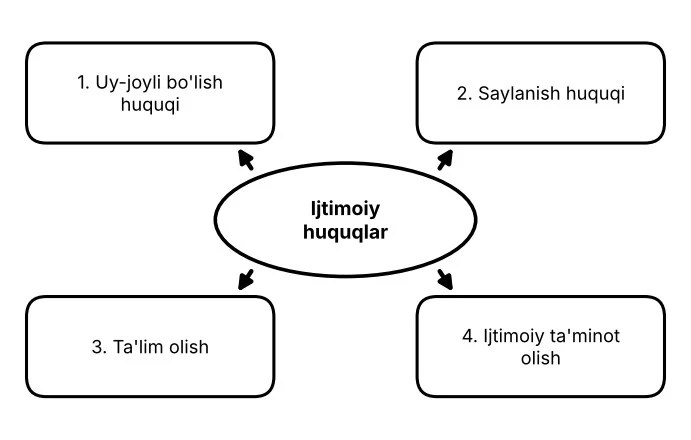 1. Uy-joyli bo'lish
huquqi
2. Saylanish huquqi
Ijtimoiy
huquqlar
3. Ta'lim olish
4. Ijtimoiy ta'minot
olish